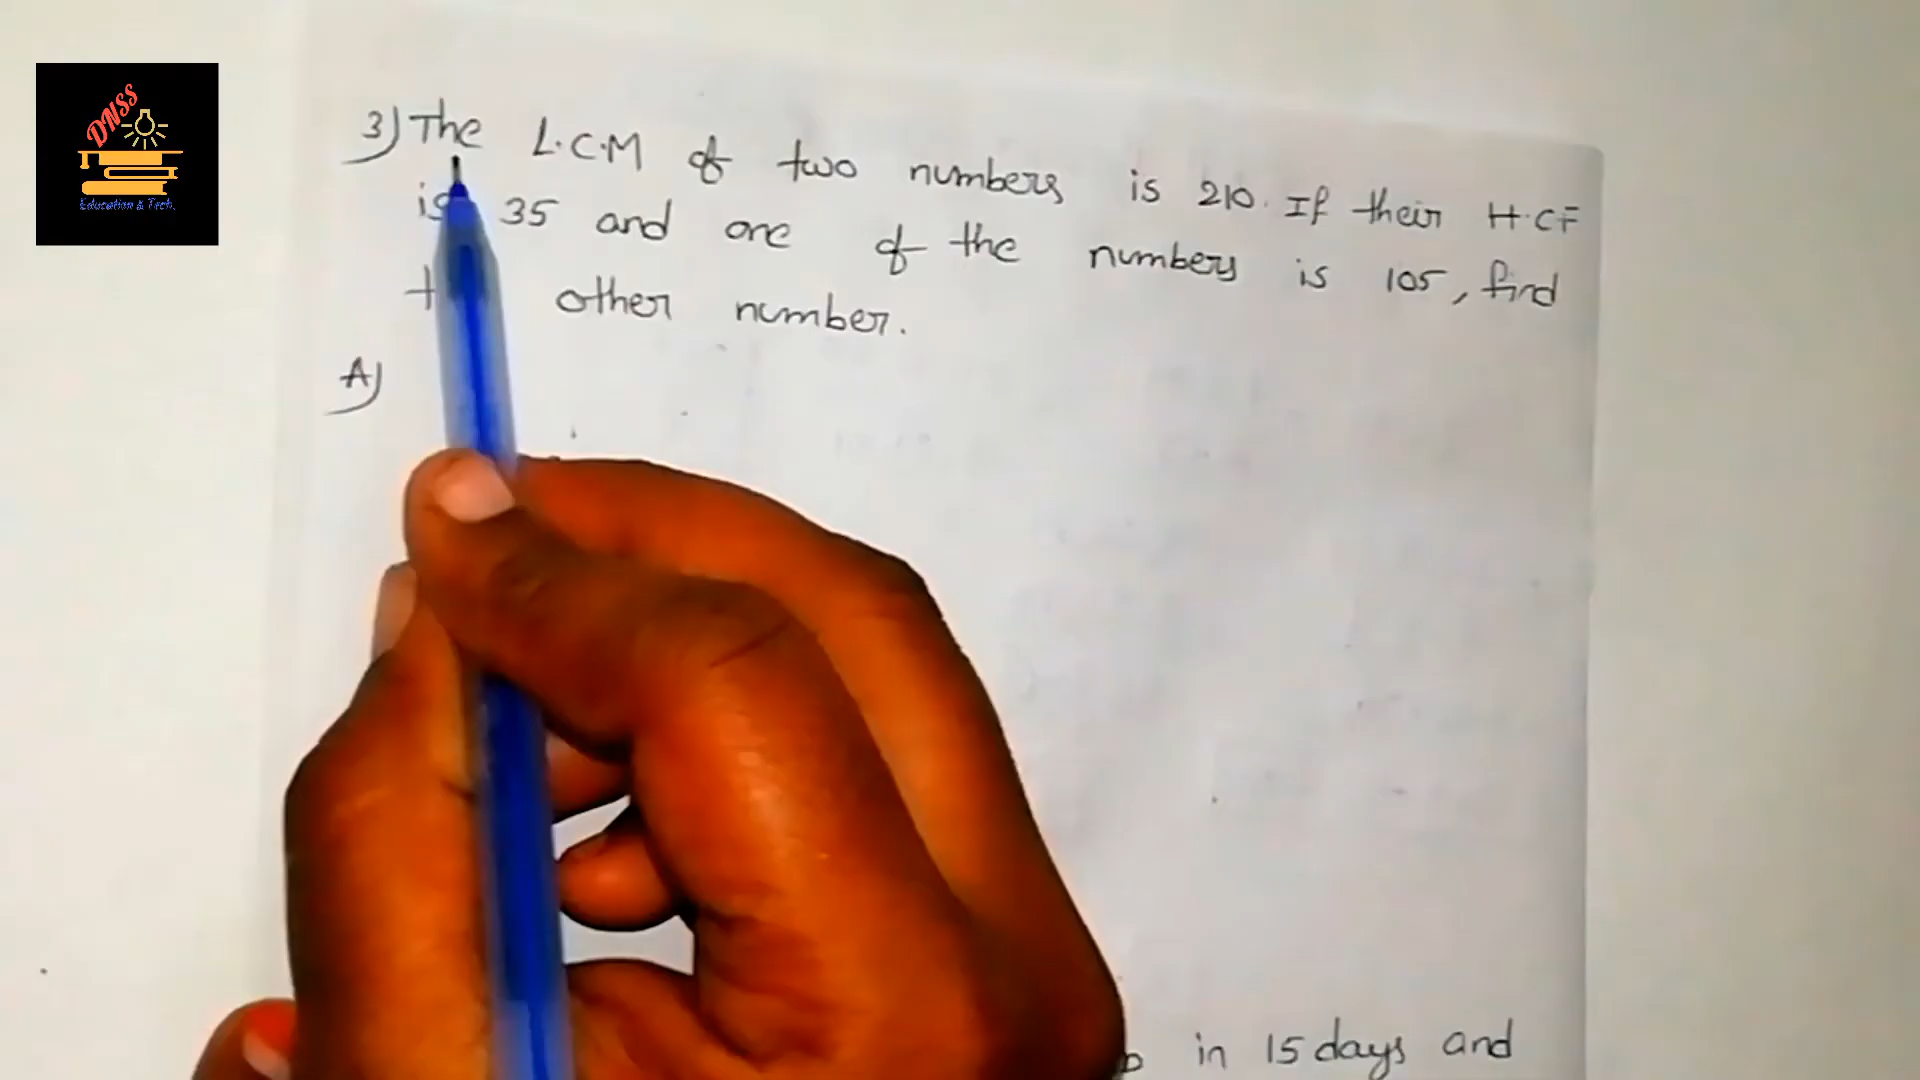 DNSS
Education & Tech.
3) The L.C.M of two numbers is 210. If their H.CF
is 35 and one of the numbers is 105, find
other number.
A)
in 15 days and